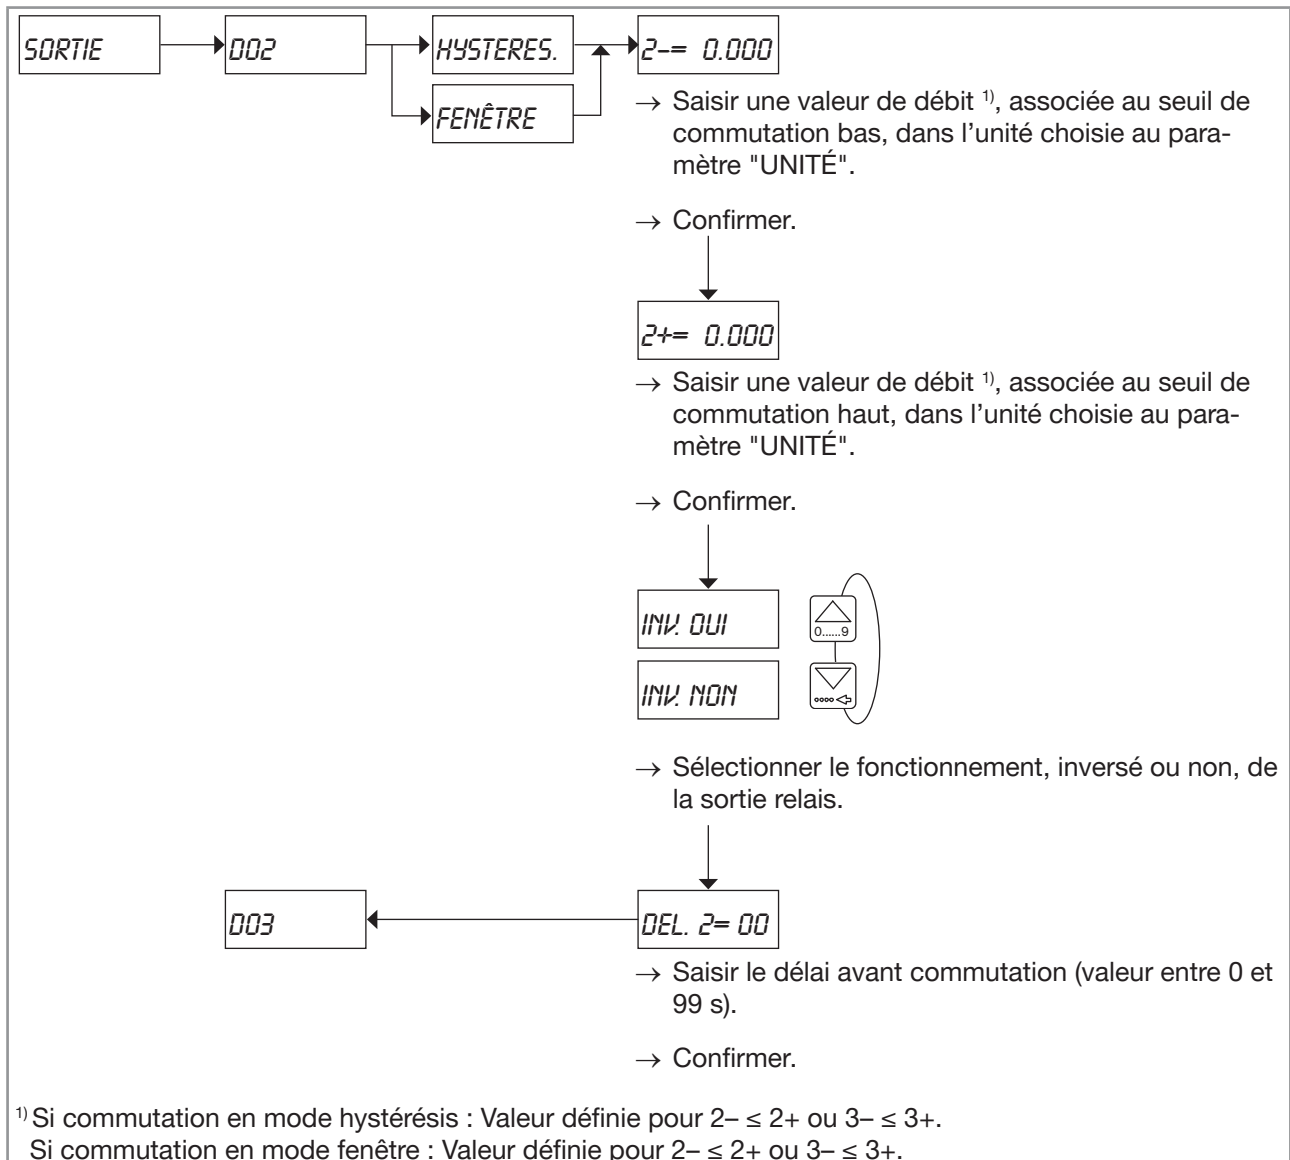 SORTIE
002
HYSTERES.
2-= 0.000
FENÊTRE
→ Saisir une valeur de débit 1), associée au seuil de
commutation bas, dans l'unité choisie au para-
mètre "UNITÉ".
→ Confirmer.
2+= 0.000
→ Saisir une valeur de débit 1), associée au seuil de
commutation haut, dans l'unité choisie au para-
mètre "UNITÉ".
→ Confirmer.
INV. OUI
0......9
INV. NON
→ Sélectionner le fonctionnement, inversé ou non, de
la sortie relais.
003
DEL. 2= 00
→ Saisir le délai avant commutation (valeur entre 0 et
99 s).
→ Confirmer.
1) Si commutation en mode hystérésis : Valeur définie pour 2– ≤ 2+ ou 3– ≤ 3+.
Si commutation en mode fenêtre : Valeur définie pour 2– ≤ 2+ ou 3– ≤ 3+.